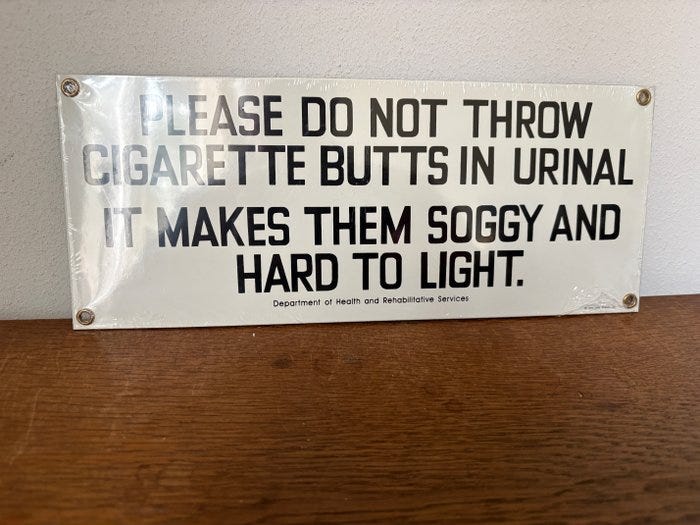 PLEASE DO NOT THROW
CIGARETTE BUTTS IN URINAL
IT MAKES THEM SOGGY AND
HARD TO LIGHT.
Department of Health and Rehabilitative Services